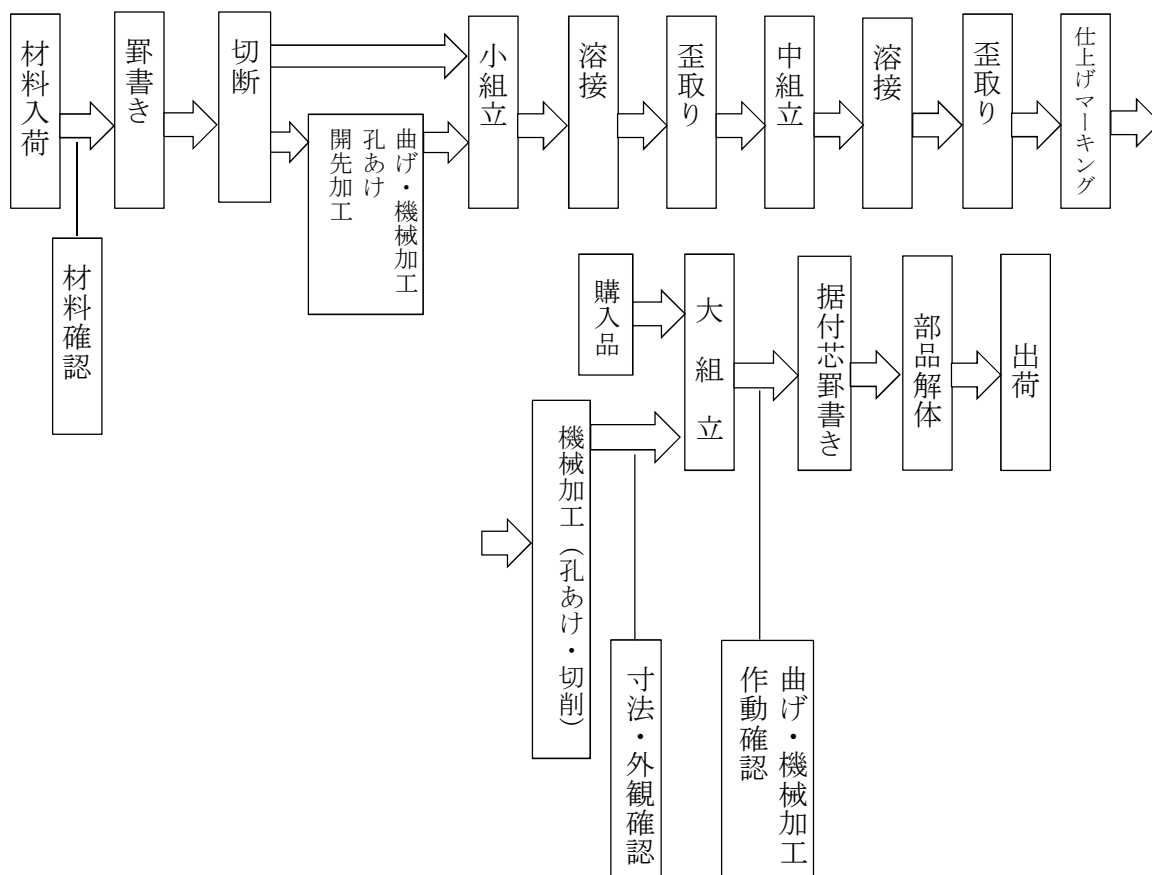 材料入荷
罫書き
切断
曲げ・機械加工
孔あけ
開先加工
小組立
溶接
歪取り
中組立
溶接
歪取り
仕上げマーキング
材料確認
購入品
大組立
据付芯罫書き
部品解体
出荷
機械加工（孔あけ・切削）
寸法・外観確認
曲げ・機械加工
作動確認